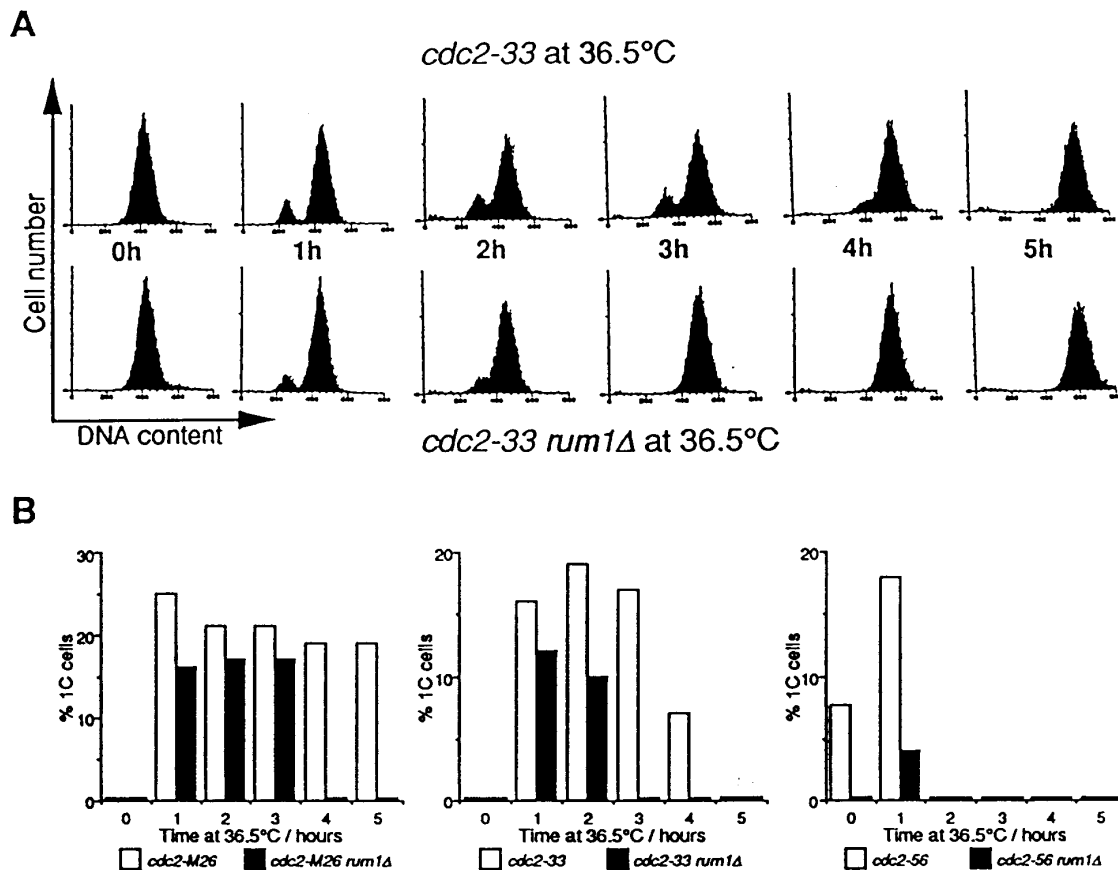 A
cdc2-33 at 36.5°C
Cell number
0h 1h 2h 3h 4h 5h
DNA content
cdc2-33 rum1Δ at 36.5°C
B
% 1C cells
30
20
10
0
0 1 2 3 4 5
Time at 36.5°C / hours
cdc2-M26 cdc2-M26 rum1Δ
% 1C cells
20
10
0
0 1 2 3 4 5
Time at 36.5°C / hours
cdc2-33 cdc2-33 rum1Δ
% 1C cells
20
10
0
0 1 2 3 4 5
Time at 36.5°C / hours
cdc2-56 cdc2-56 rum1Δ